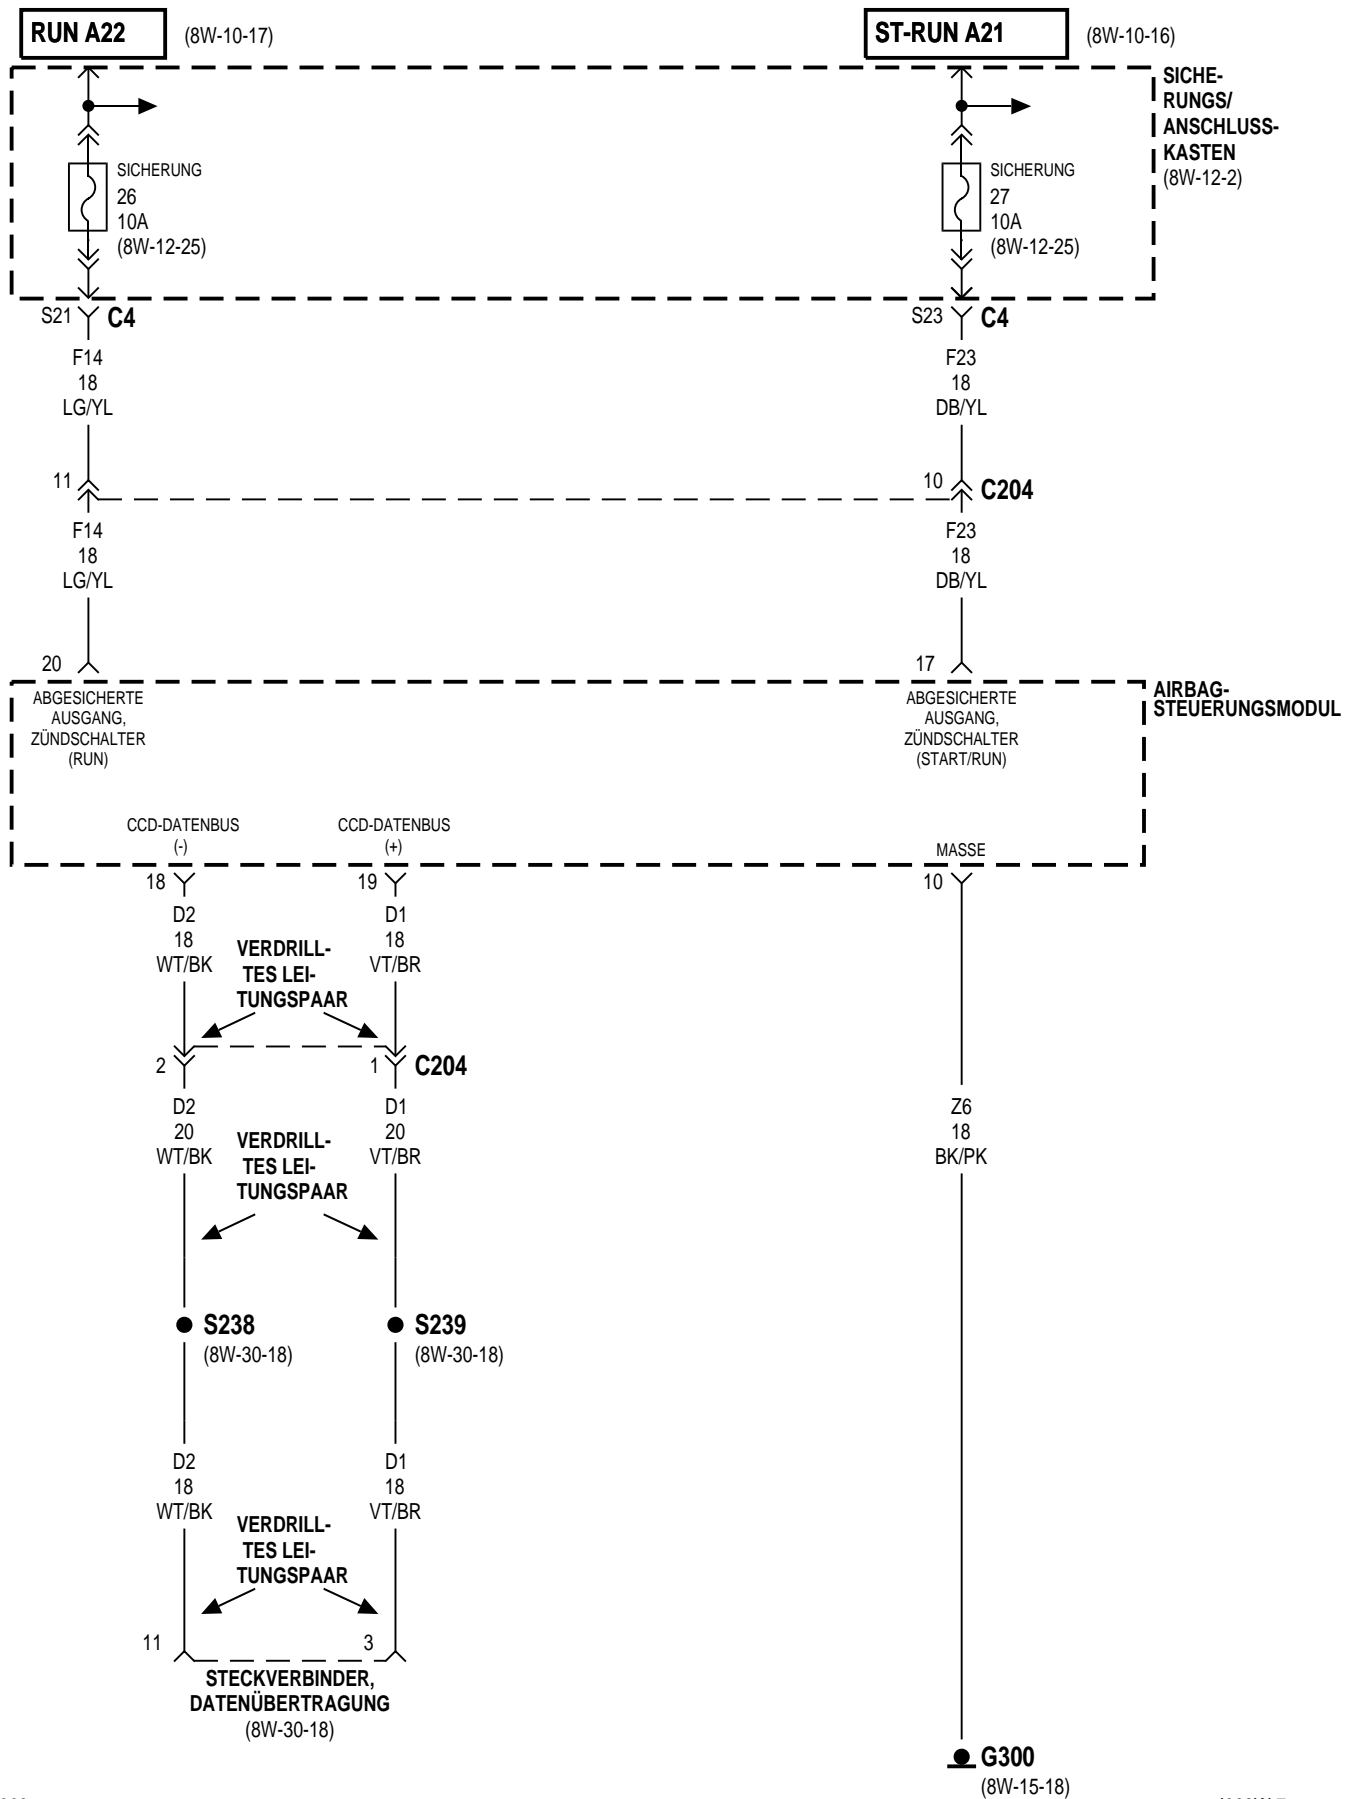 RUN A22
(8W-10-17)
ST-RUN A21
(8W-10-16)
SICHE-
RUNGS/
ANSCHLUSS-
KASTEN
(8W-12-2)
SICHERUNG
26
10A
(8W-12-25)
SICHERUNG
27
10A
(8W-12-25)
S21
C4
S23
C4
F14
18
LG/YL
F23
18
DB/YL
11
10
C204
F14
18
LG/YL
F23
18
DB/YL
20
17
AIRBAG-
STEUERUNGSMODUL
ABGESICHERTE
AUSGANG,
ZÜNDSCHALTER
(RUN)
ABGESICHERTE
AUSGANG,
ZÜNDSCHALTER
(START/RUN)
CCD-DATENBUS
(-)
CCD-DATENBUS
(+)
MASSE
18
19
10
D2
18
WT/BK
D1
18
VT/BR
VERDRILL-
TES LEI-
TUNGSPAAR
2
1
C204
D2
20
WT/BK
D1
20
VT/BR
Z6
18
BK/PK
VERDRILL-
TES LEI-
TUNGSPAAR
S238
(8W-30-18)
S239
(8W-30-18)
D2
18
WT/BK
D1
18
VT/BR
VERDRILL-
TES LEI-
TUNGSPAAR
11
3
STECKVERBINDER,
DATENÜBERTRAGUNG
(8W-30-18)
G300
(8W-15-18)